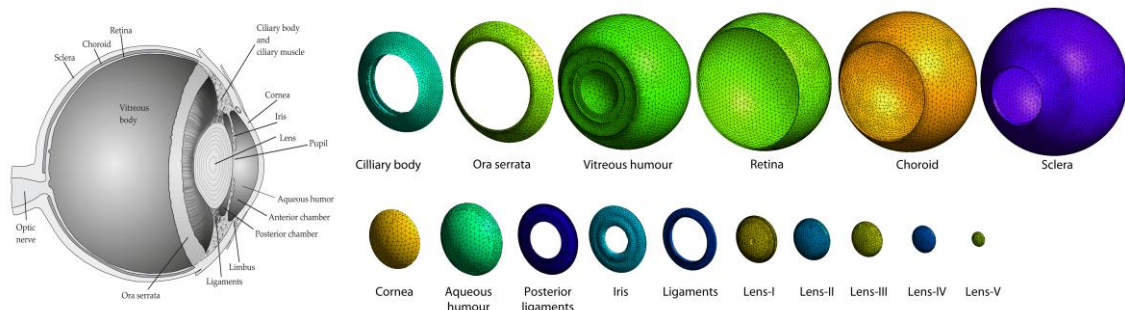 Retina
Choroid
Sclera
Ciliary body
and
ciliary muscle
Cornea
Iris
Lens
Pupil
Vitreous
body
Aqueous humor
Anterior chamber
Posterior chamber
Optic
nerve
Limbus
Ligaments
Ora serrata
Cilliary body
Ora serrata
Vitreous humour
Retina
Choroid
Sclera
Cornea
Aqueous
humour
Posterior
ligaments
Iris
Ligaments
Lens-I
Lens-II
Lens-III
Lens-IV
Lens-V